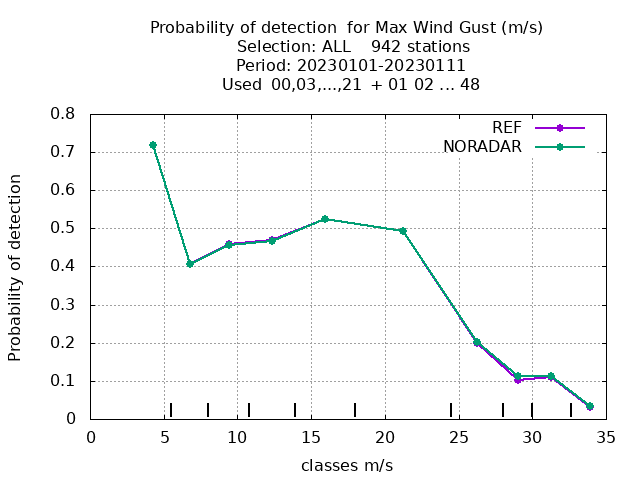 Probability of detection  for Max Wind Gust (m/s)
Selection: ALL    942 stations
Period: 20230101-20230111
Used  00,03,...,21  + 01 02 ... 48
REF
NORADAR
Probability of detection
0.8
0.7
0.6
0.5
0.4
0.3
0.2
0.1
0
0 5 10 15 20 25 30 35
classes m/s